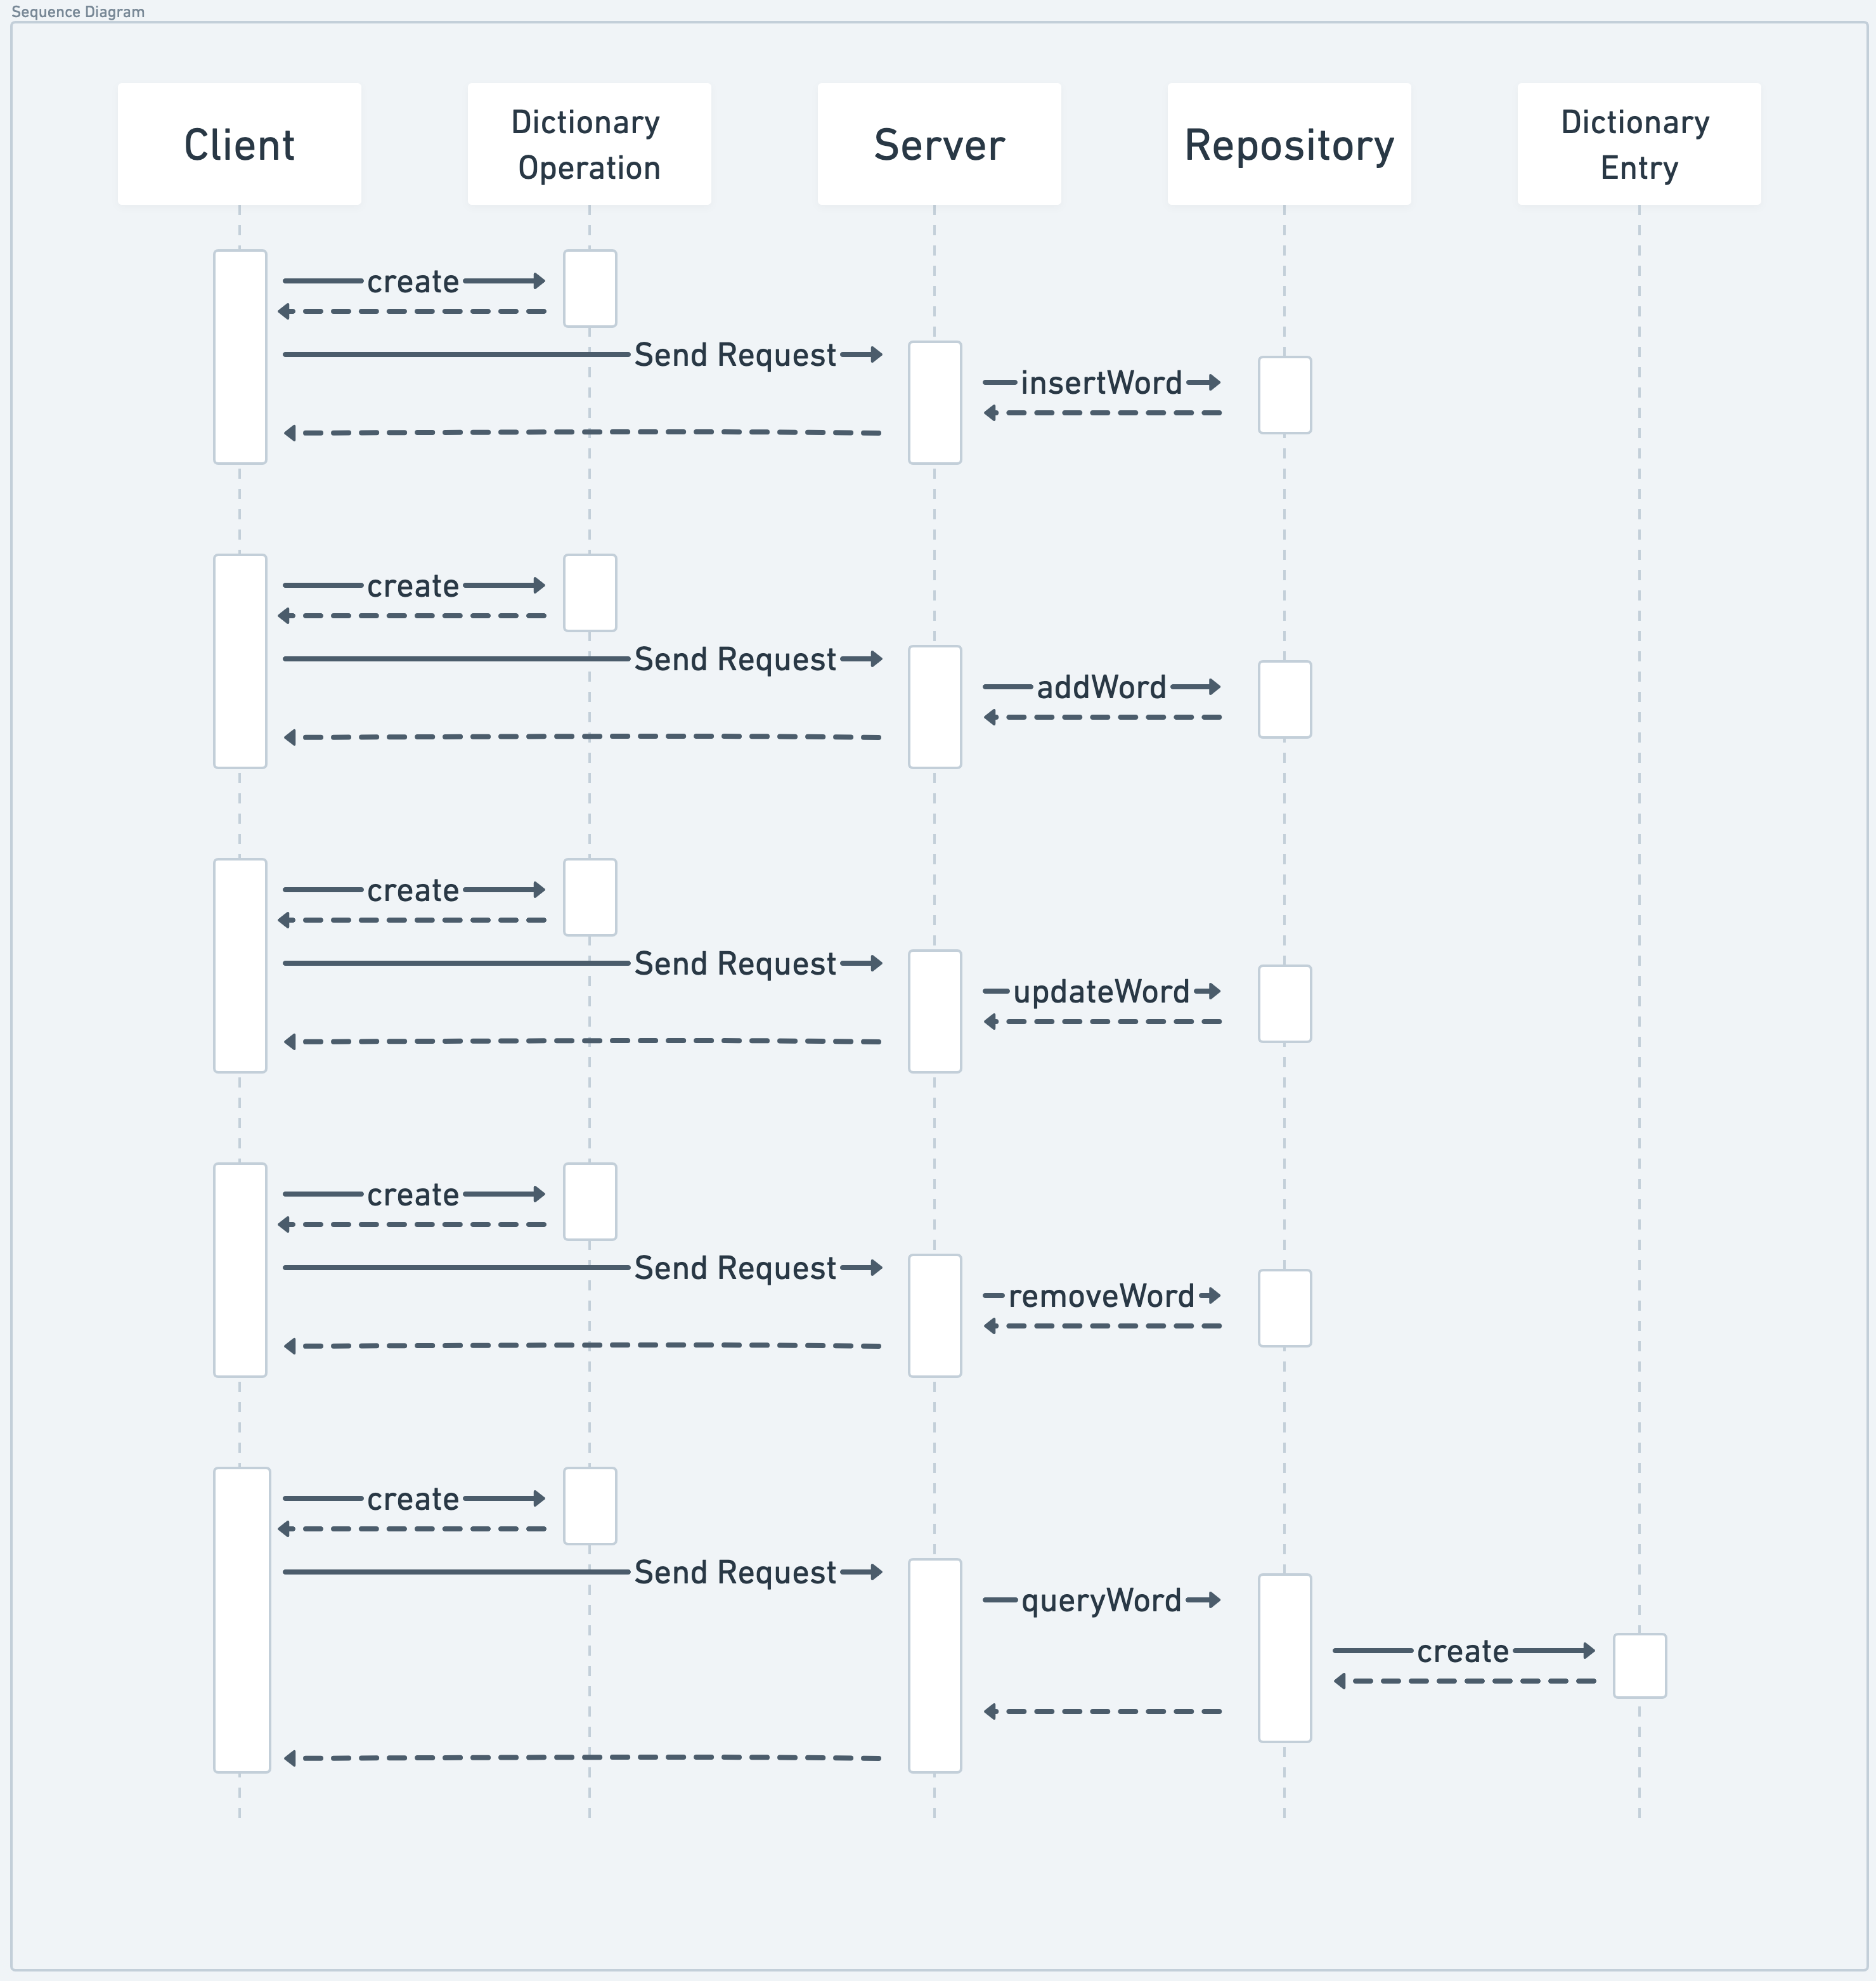 Sequence Diagram
Client
Dictionary
Operation
Server
Repository
Dictionary
Entry
create
Send Request
insertWord
create
Send Request
addWord
create
Send Request
updateWord
create
Send Request
removeWord
create
Send Request
queryWord
create